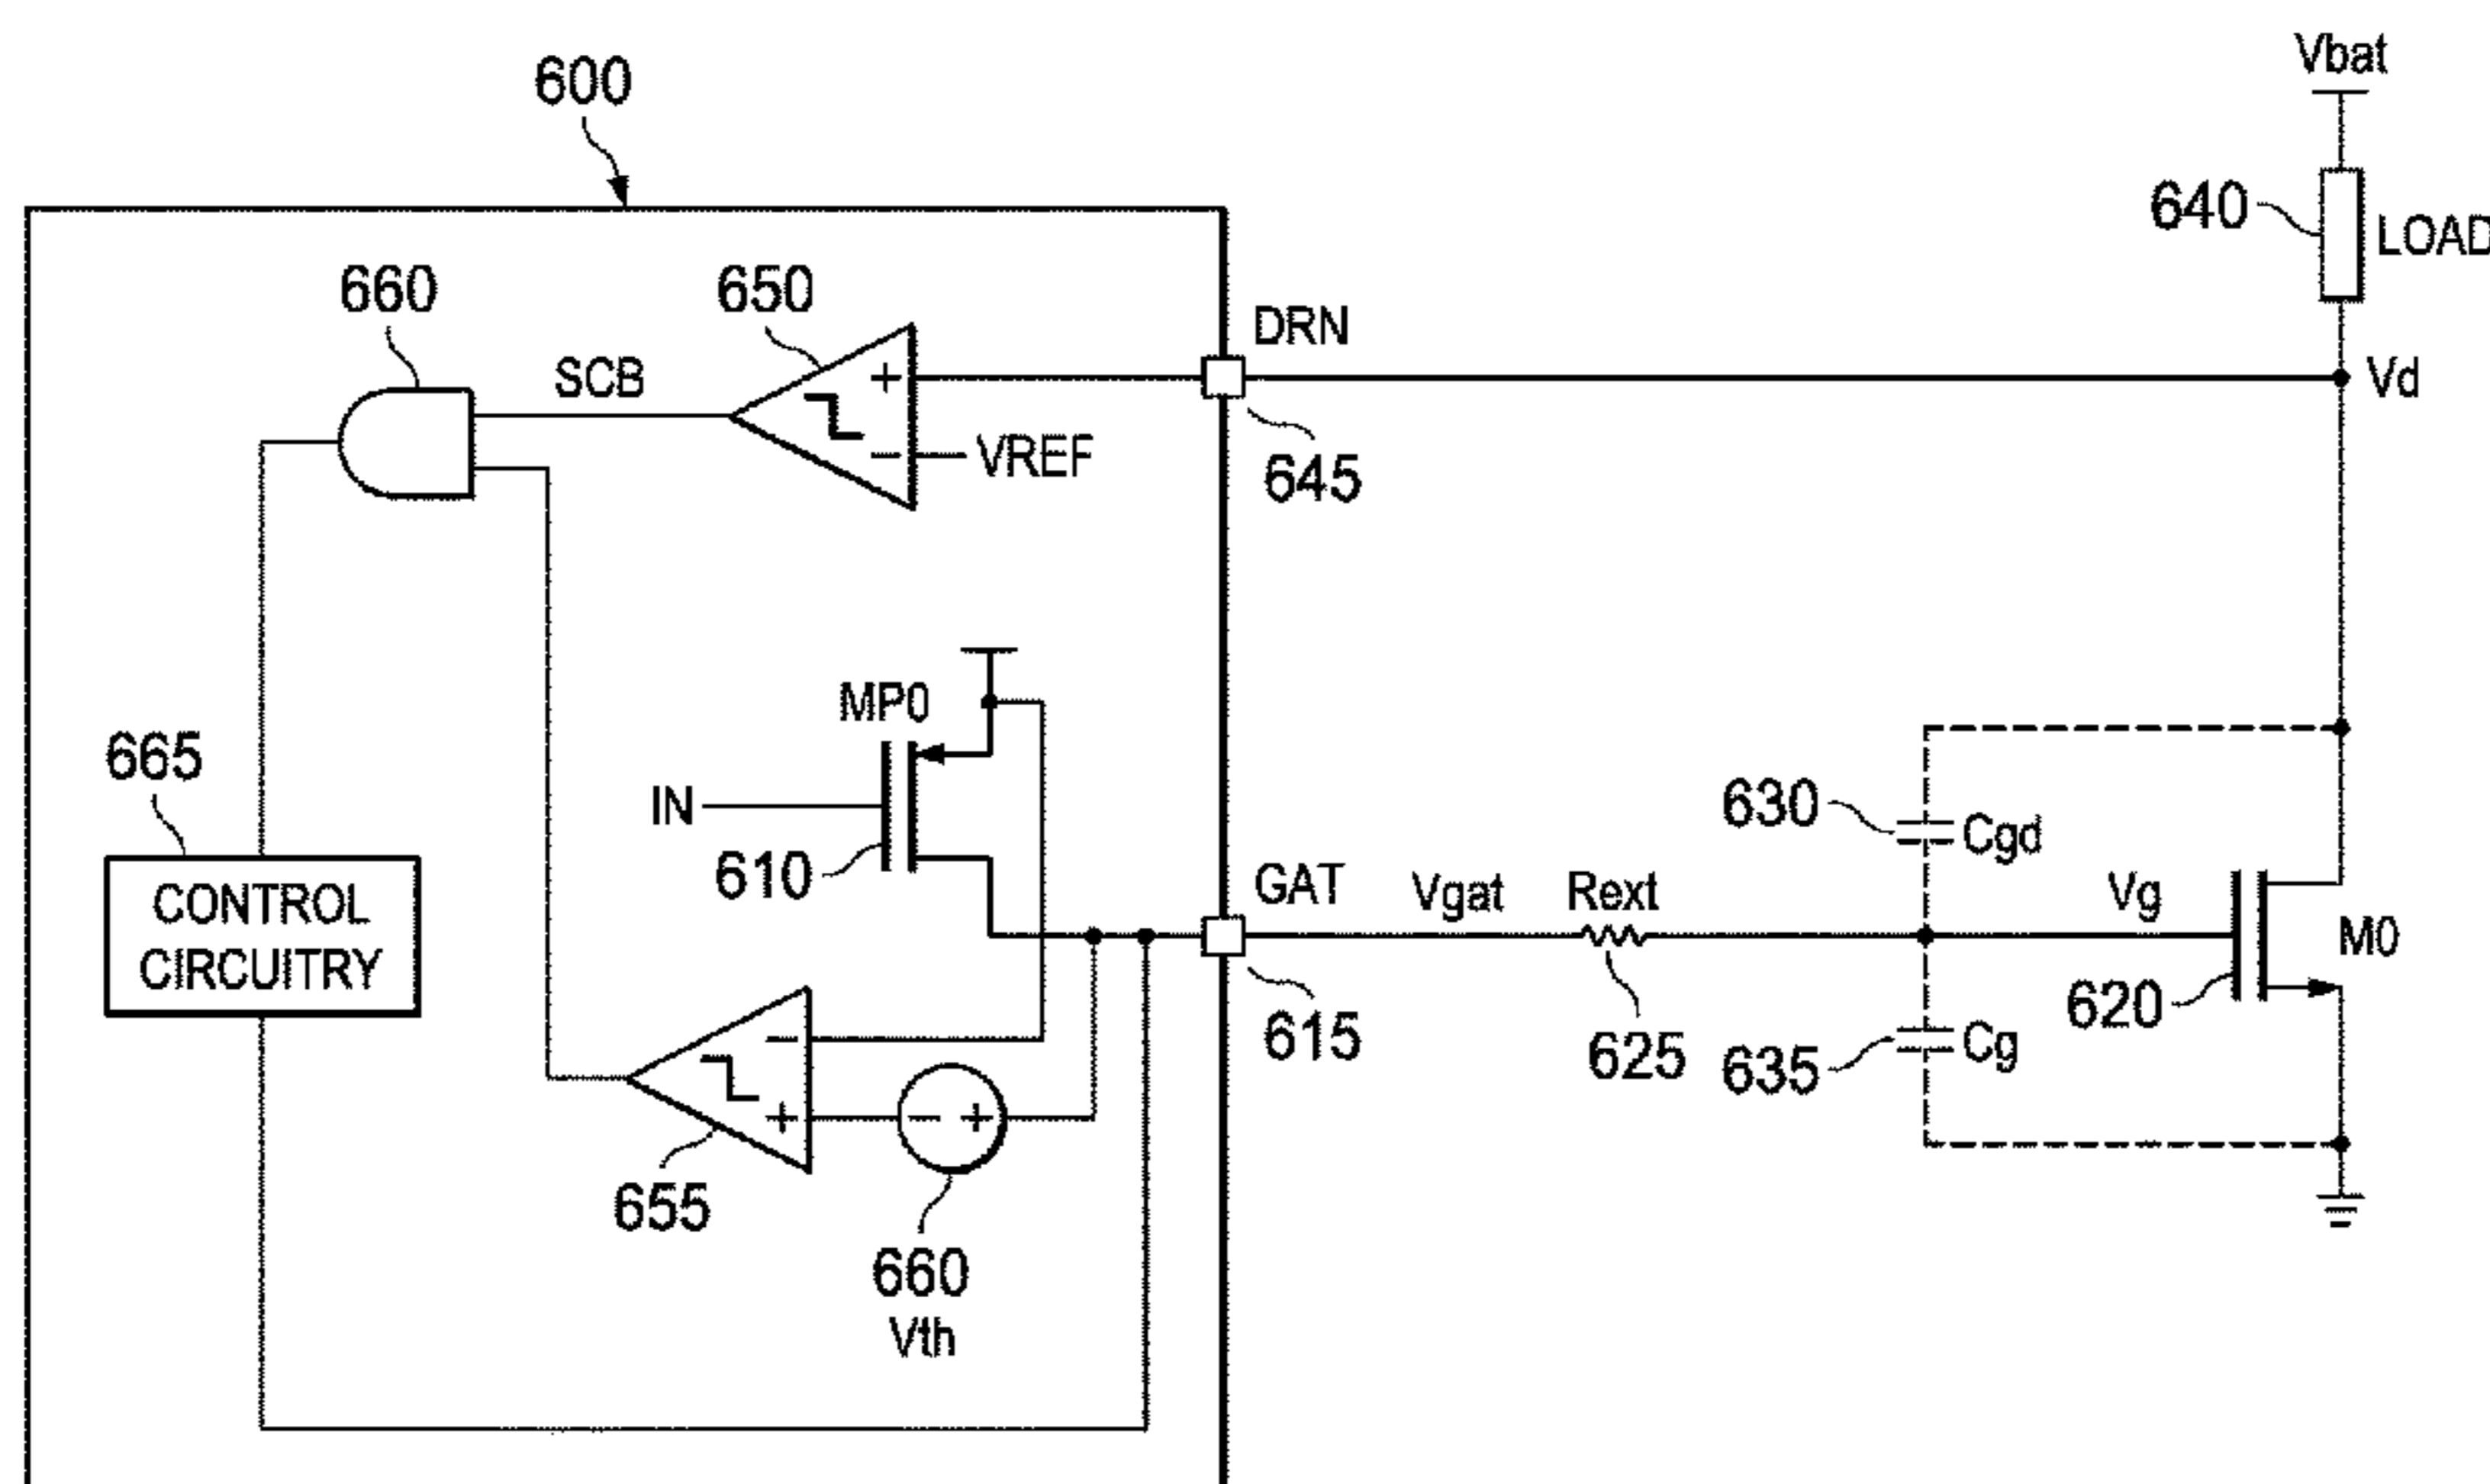 Vbat
600
640
LOAD
660
650
DRN
SCB
+
Vd
− VREF
645
MP0
665
IN
630
Cgd
610
GAT
Vgat
Rext
Vg
CONTROL
CIRCUITRY
M0
620
615
625
635
Cg
−
+
− +
655
660
Vth